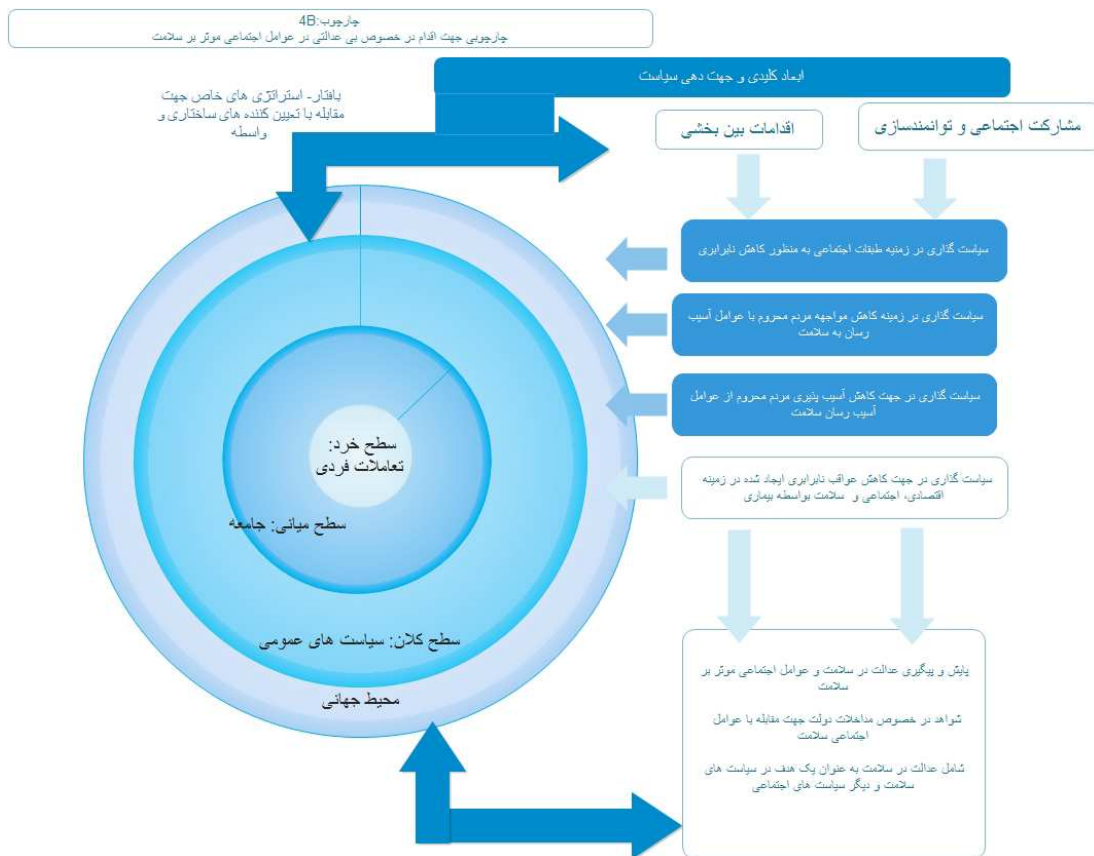 چارچوب:4B
چارچوبی جهت اقدام در خصوص بی عدالتی در عوامل اجتماعی موثر بر سلامت
ابعاد کلیدی و جهت دهی سیاست
بافتار- استراتژی های خاص جهت
مقابله با تعیین کننده های ساختاری و
واسطه
مشارکت اجتماعی و توانمندسازی
اقدامات بین بخشی
سیاست گذاری در زمینه طبقات اجتماعی به منظور کاهش نابرابری
سیاست گذاری در زمینه کاهش مواجهه مردم محروم با عوامل آسیب
رسان به سلامت
سیاست گذاری در جهت کاهش آسیب پذیری مردم محروم از عوامل
آسیب رسان سلامت
سیاست گذاری در جهت کاهش عواقب نابرابری ایجاد شده در زمینه
اقتصادی، اجتماعی و سلامت بواسطه بیماری
سطح خرد:
تعاملات فردی
سطح میانی: جامعه
سطح کلان: سیاست های عمومی
محیط جهانی
پایش و پیگیری عدالت در سلامت و عوامل اجتماعی موثر بر
سلامت
شواهد در خصوص مداخلات دولت جهت مقابله با عوامل
اجتماعی سلامت
شامل عدالت در سلامت به عنوان یک هدف در سیاست های
سلامت و دیگر سیاست های اجتماعی